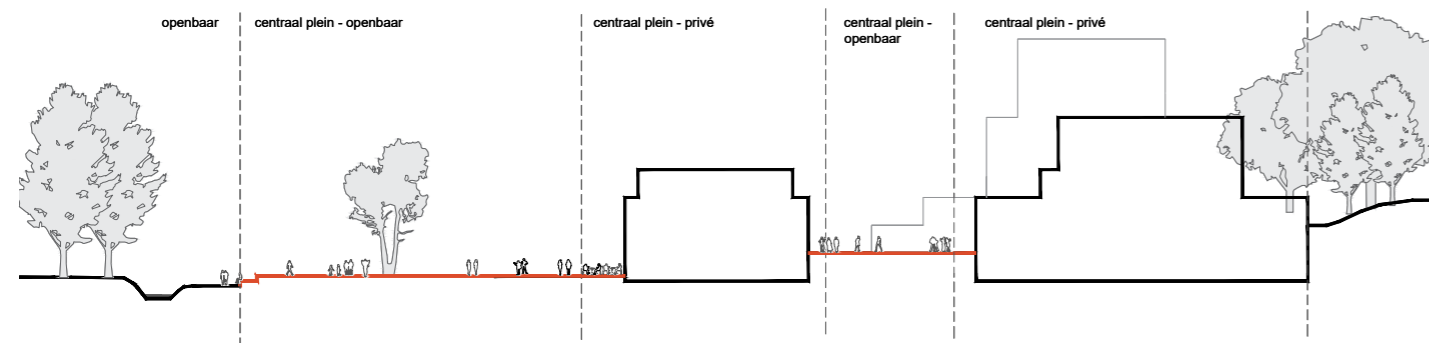 openbaar
centraal plein - openbaar
centraal plein - privé
centraal plein -
openbaar
centraal plein - privé